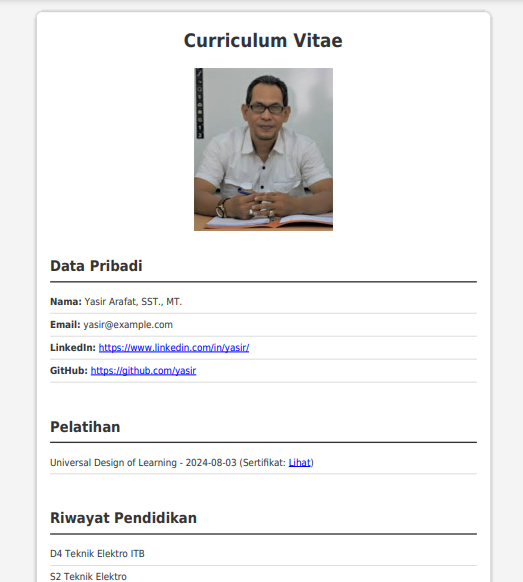 Curriculum Vitae
Data Pribadi
Nama: Yasir Arafat, SST., MT.
Email: yasir@example.com
LinkedIn: https://www.linkedin.com/in/yasir/
GitHub: https://github.com/yasir
Pelatihan
Universal Design of Learning - 2024-08-03 (Sertifikat: Lihat)
Riwayat Pendidikan
D4 Teknik Elektro ITB
S2 Teknik Elektro